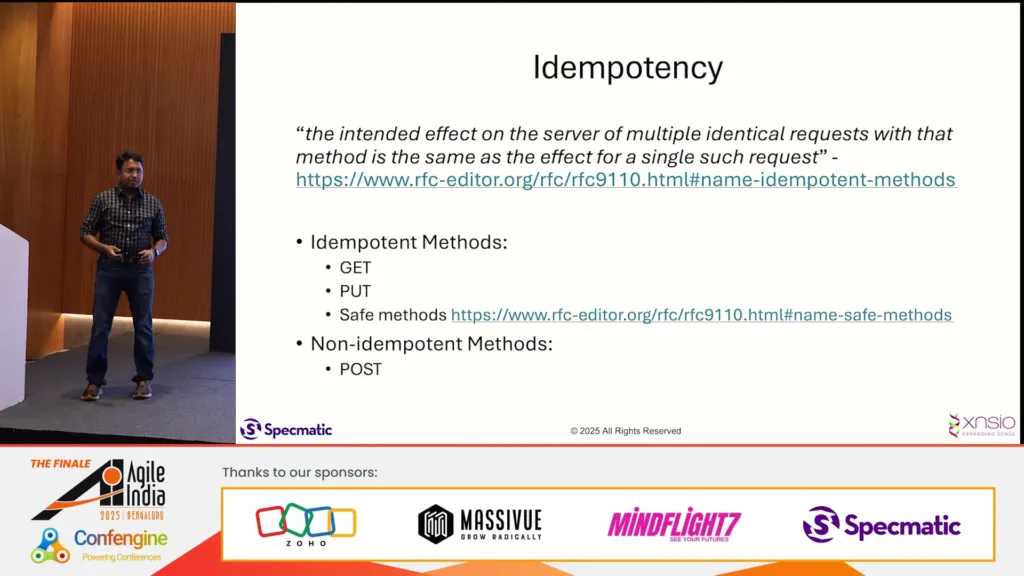 Idempotency
“the intended effect on the server of multiple identical requests with that
method is the same as the effect for a single such request” -
https://www.rfc-editor.org/rfc/rfc9110.html#name-idempotent-methods
• Idempotent Methods:
• GET
• PUT
• Safe methods https://www.rfc-editor.org/rfc/rfc9110.html#name-safe-methods
• Non-idempotent Methods:
• POST
Specmatic
© 2025 All Rights Reserved
xnsio
EXPANDING SENSE
THE FINALE
Agile
India
2025 | BENGALURU
Confengine
Powering Conferences
Thanks to our sponsors:
ZOHO
MASSIVUE
GROW RADICALLY
MINDFLIGHT7
SEE YOUR FUTURES
Specmatic